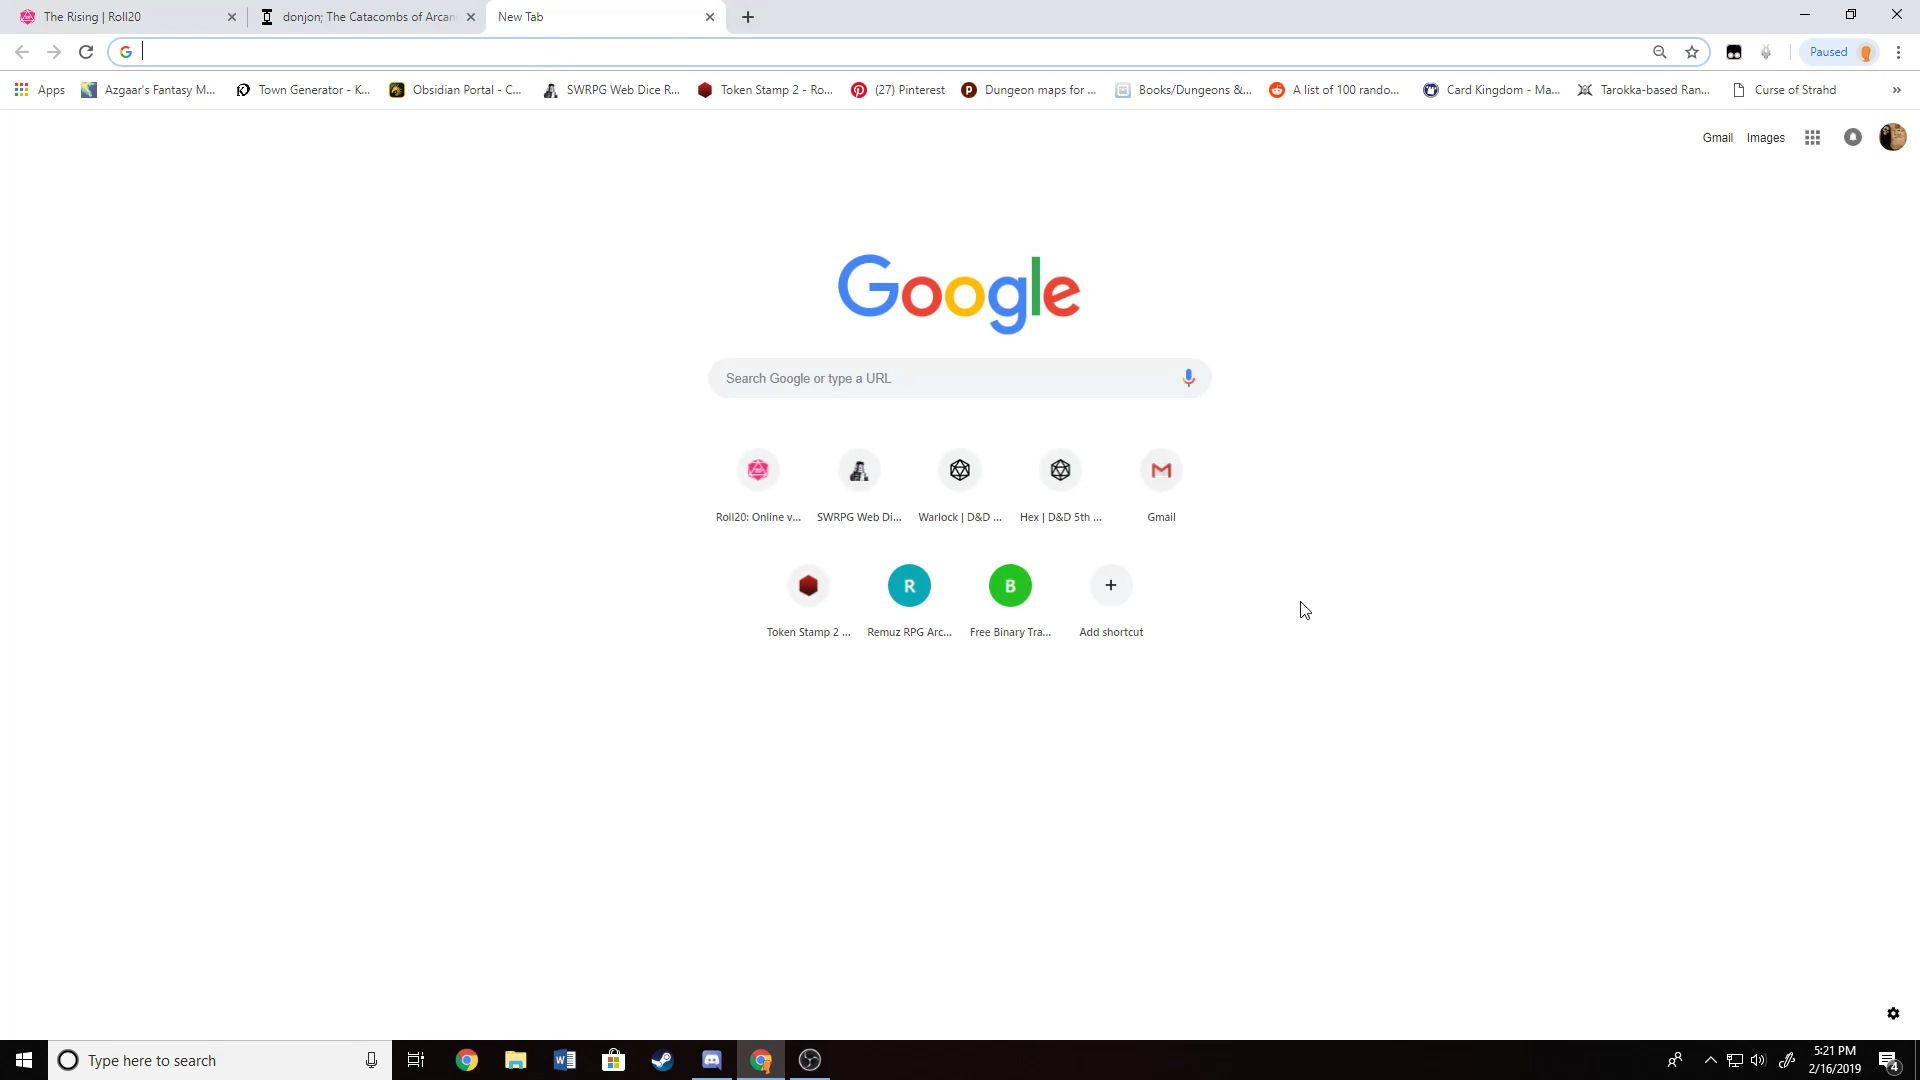 The Rising | Roll20
donjon; The Catacombs of Arcan
New Tab
Paused
Apps
Azgaar's Fantasy M...
Town Generator - K...
Obsidian Portal - C...
SWRPG Web Dice R...
Token Stamp 2 - Ro...
(27) Pinterest
Dungeon maps for ...
Books/Dungeons &...
A list of 100 rando...
Card Kingdom - Ma...
Tarokka-based Ran...
Curse of Strahd
»
Gmail
Images
Google
Search Google or type a URL
Roll20: Online v...
SWRPG Web Di...
Warlock | D&D ...
Hex | D&D 5th ...
Gmail
R
B
Token Stamp 2 ...
Remuz RPG Arc...
Free Binary Tra...
Add shortcut
Type here to search
5:21 PM
2/16/2019
4